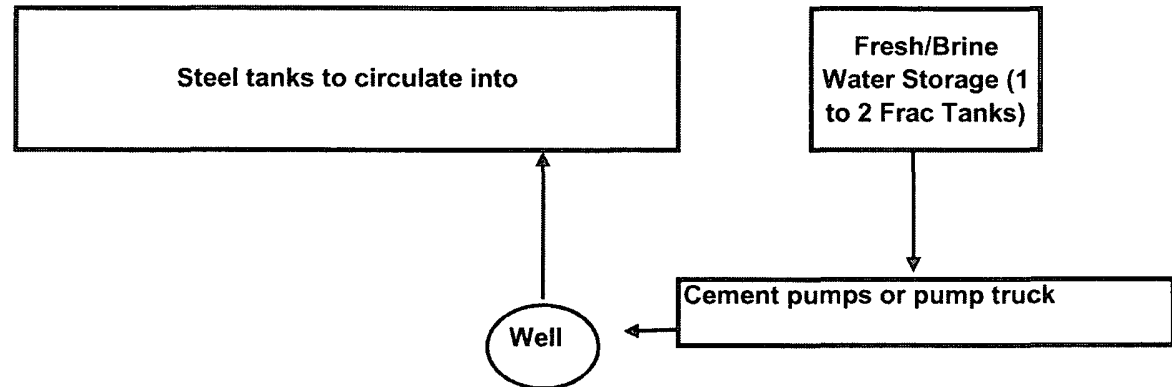 Steel tanks to circulate into
Fresh/Brine
Water Storage (1
to 2 Frac Tanks)
Cement pumps or pump truck
Well